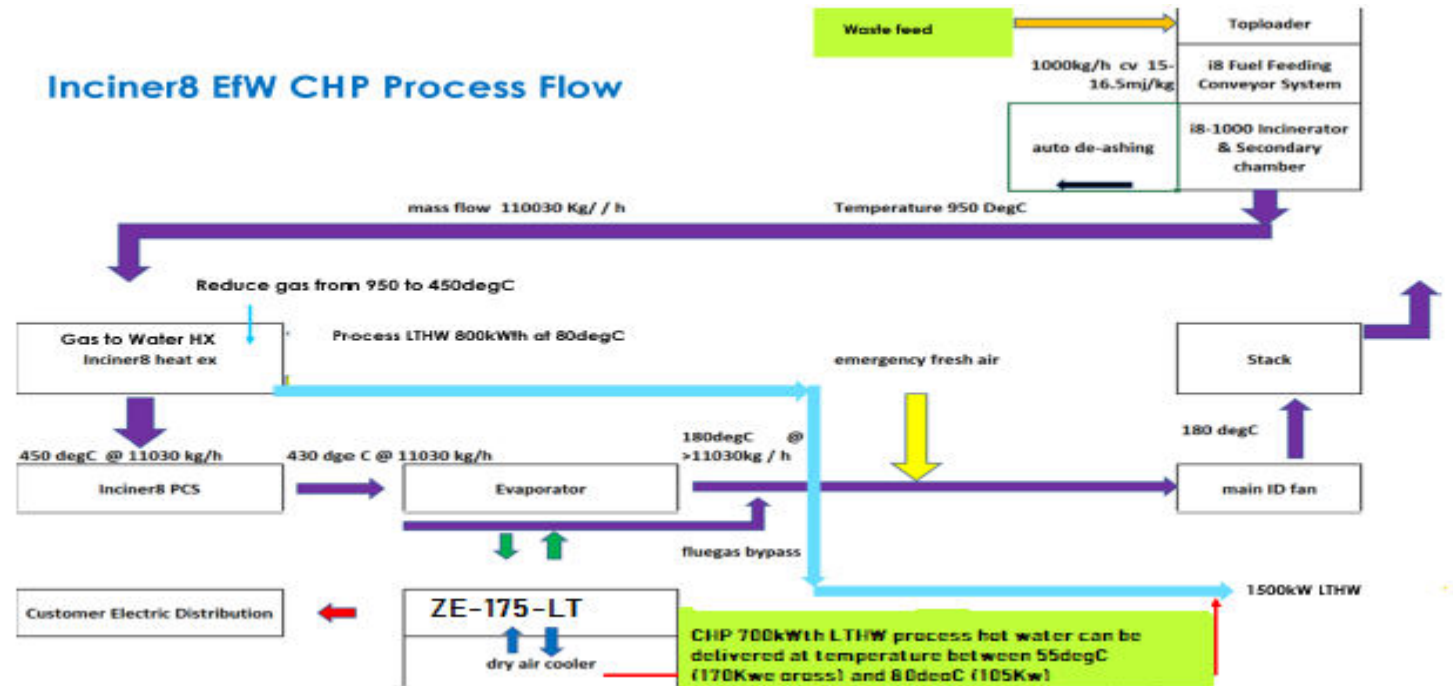 Waste feed
Toploader
Inciner8 EfW CHP Process Flow
1000kg/h cv 15-
16.5mj/kg
i8 Fuel Feeding
Conveyor System
auto de-ashing
i8-1000 Incinerator
& Secondary
chamber
mass flow 110030 Kg/ / h
Temperature 950 DegC
Reduce gas from 950 to 450degC
Gas to Water HX
Inciner8 heat ex
Process LTHW 800kWth at 80degC
emergency fresh air
Stack
450 degC @ 11030 kg/h
430 dge C @ 11030 kg/h
180degC @
>11030kg / h
180 degC
Inciner8 PCS
Evaporator
main ID fan
fluegas bypass
Customer Electric Distribution
ZE-175-LT
1500kW LTHW
dry air cooler
CHP 700kWth LTHW process hot water can be
delivered at temperature between 55degC
(170Kwe gross) and 80degC (105Kw)